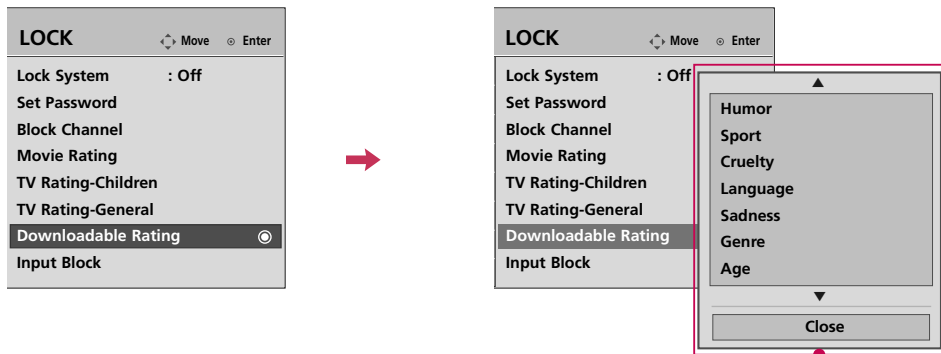 LOCK Move Enter
Lock System : Off
Set Password
Block Channel
Movie Rating
TV Rating-Children
TV Rating-General
Downloadable Rating
Input Block
LOCK Move Enter
Lock System : Off
Set Password
Block Channel
Movie Rating
TV Rating-Children
TV Rating-General
Downloadable Rating
Input Block
Humor
Sport
Cruelty
Language
Sadness
Genre
Age
Close